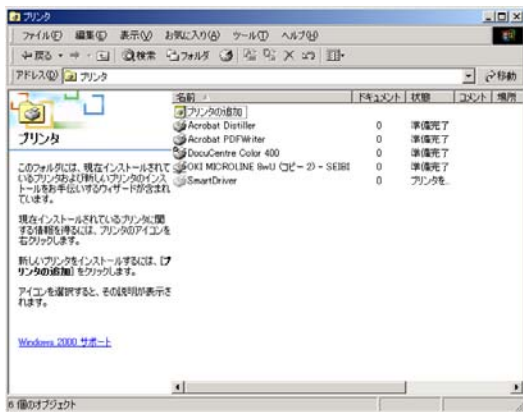 プリンタ
ファイル(F) 編集(E) 表示(V) お気に入り(A) ツール(T) ヘルプ(H)
戻る 検索 フォルダ
アドレス(D) プリンタ 移動
プリンタ
このフォルダには、現在インストールされて
いるプリンタおよび新しいプリンタのインス
トールをお手伝いするウィザードが含まれ
ています。
現在インストールされているプリンタに関
する情報を得るには、プリンタのアイコンを
右クリックします。
新しいプリンタをインストールするには、[プ
リンタの追加] をクリックします。
アイコンを選択すると、その説明が表示さ
れます。
Windows 2000 サポート
名前 ドキュメント 状態 コメント 場所
プリンタの追加
Acrobat Distiller 0 準備完了
Acrobat PDFWriter 0 準備完了
DocuCentre Color 400 0 準備完了
OKI MICROLINE 8wU (コピー 2) - SEIBI 0 準備完了
SmartDriver 0 プリンタを...
6 個のオブジェクト